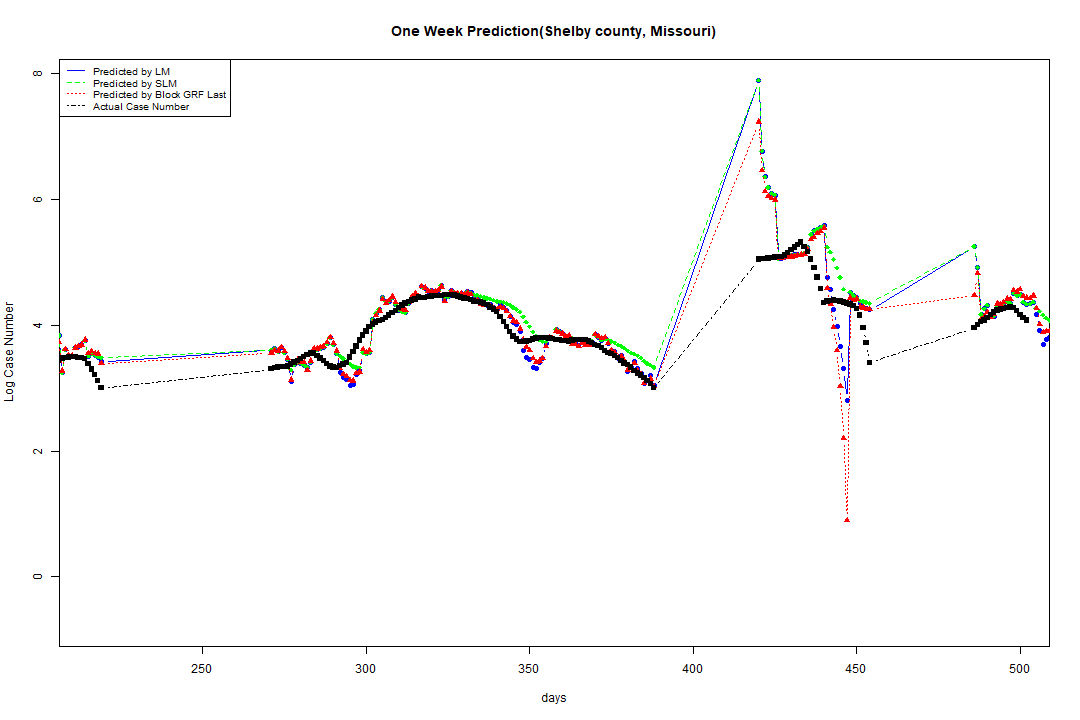 One Week Prediction(Shelby county, Missouri)
Predicted by LM
Predicted by SLM
Predicted by Block GRF Last
Actual Case Number
Log Case Number
8
6
4
2
0
250
300
350
400
450
500
days